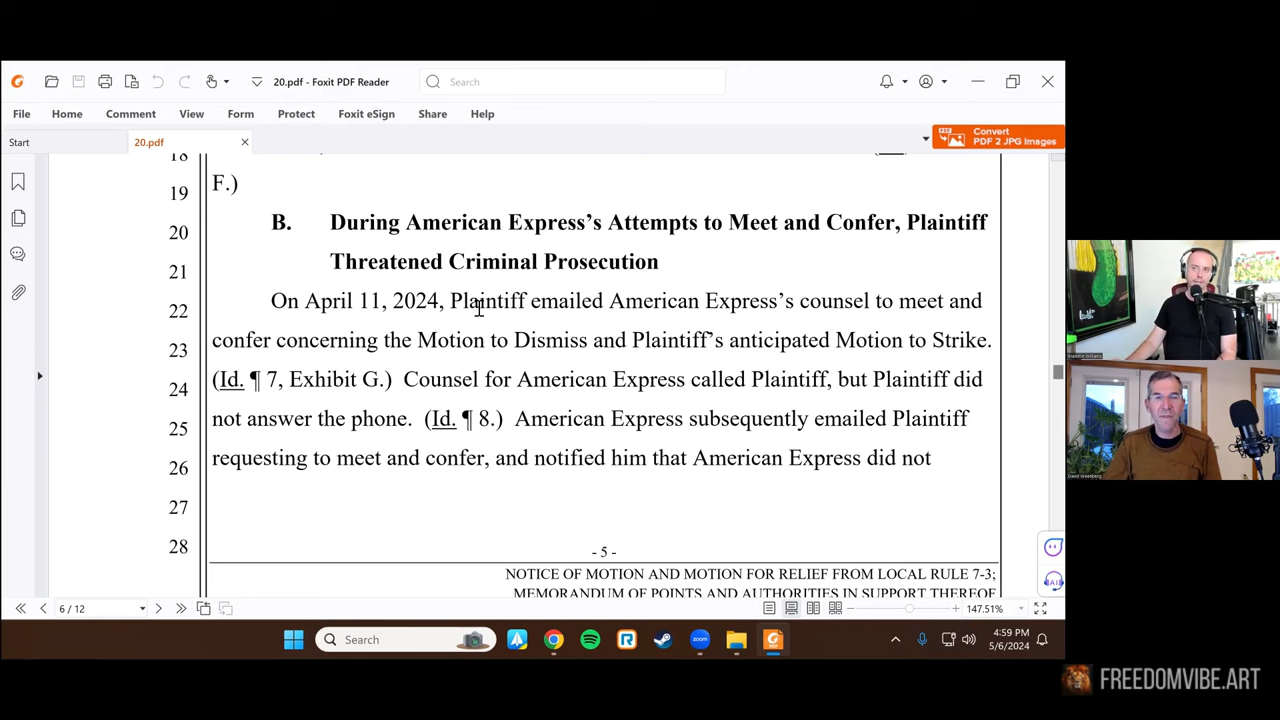 20.pdf - Foxit PDF Reader
Search
File Home Comment View Form Protect Foxit eSign Share Help
Start
20.pdf
Convert
PDF 2 JPG Images
18
19 F.)
20 B. During American Express’s Attempts to Meet and Confer, Plaintiff
21 Threatened Criminal Prosecution
22 On April 11, 2024, Plaintiff emailed American Express’s counsel to meet and
23 confer concerning the Motion to Dismiss and Plaintiff’s anticipated Motion to Strike.
24 (Id. ¶ 7, Exhibit G.) Counsel for American Express called Plaintiff, but Plaintiff did
25 not answer the phone. (Id. ¶ 8.) American Express subsequently emailed Plaintiff
26 requesting to meet and confer, and notified him that American Express did not
27
28
- 5 -
NOTICE OF MOTION AND MOTION FOR RELIEF FROM LOCAL RULE 7-3;
MEMORANDUM OF POINTS AND AUTHORITIES IN SUPPORT THEREOF
6 / 12
147.51%
Search
zoom
4:59 PM
5/6/2024
Brandon Williams
David Greenberg
FREEDOMVIBE.ART